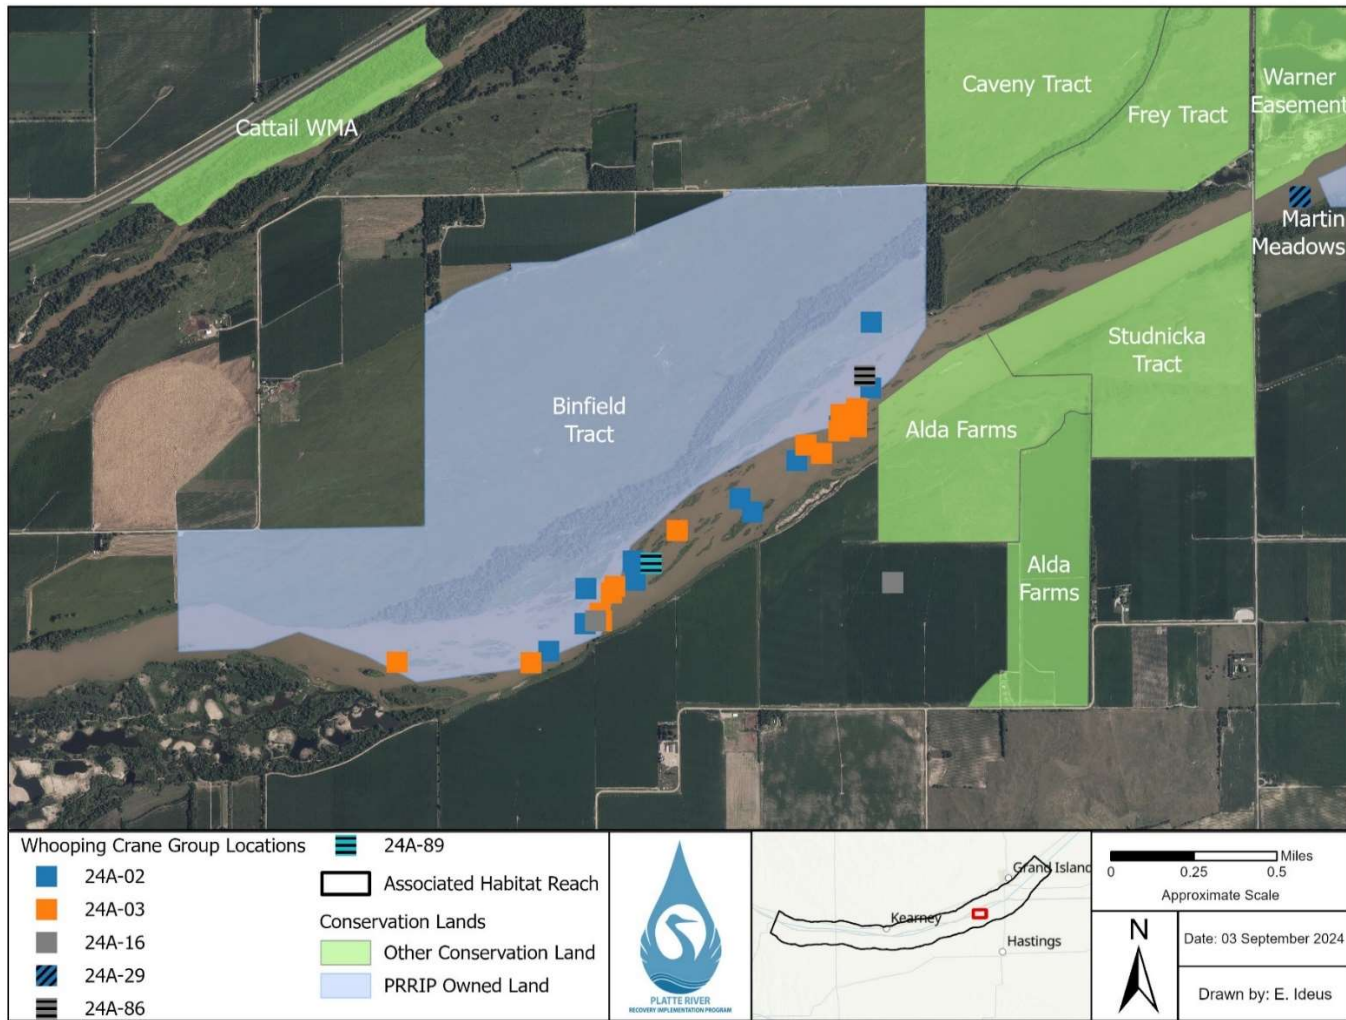 Caveny Tract
Warner
Easement
Frey Tract
Cattail WMA
Martin
Meadows
Studnicka
Tract
Binfield
Tract
Alda Farms
Alda
Farms
Whooping Crane Group Locations
24A-02
24A-03
24A-16
24A-29
24A-86
24A-89
Associated Habitat Reach
Conservation Lands
Other Conservation Land
PRRIP Owned Land
PLATTE RIVER
RECOVERY IMPLEMENTATION PROGRAM
Grand Island
Kearney
Hastings
Miles
0 0.25 0.5
Approximate Scale
N
Date: 03 September 2024
Drawn by: E. Ideus